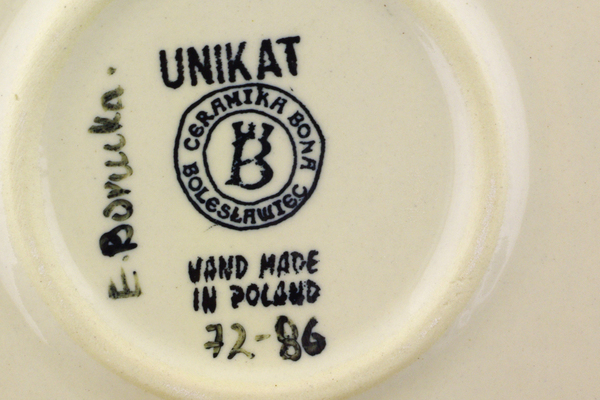 UNIKAT
CERAMIKA BONA
B
BOLESŁAWIEC
HAND MADE
IN POLAND
72-86
E.